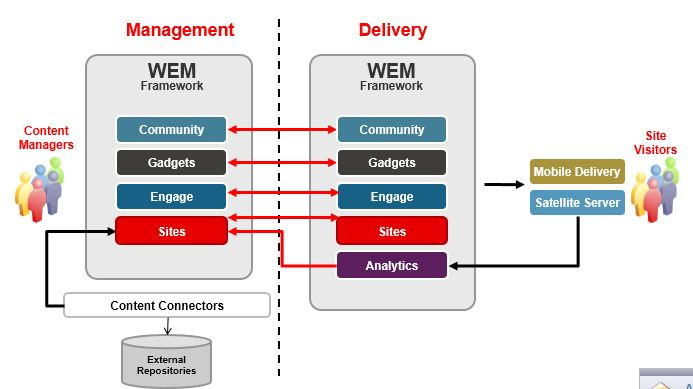 Management
Delivery
WEM
Framework
Community
Gadgets
Engage
Sites
Content
Managers
Content Connectors
External
Repositories
WEM
Framework
Community
Gadgets
Engage
Sites
Analytics
Mobile Delivery
Satellite Server
Site
Visitors